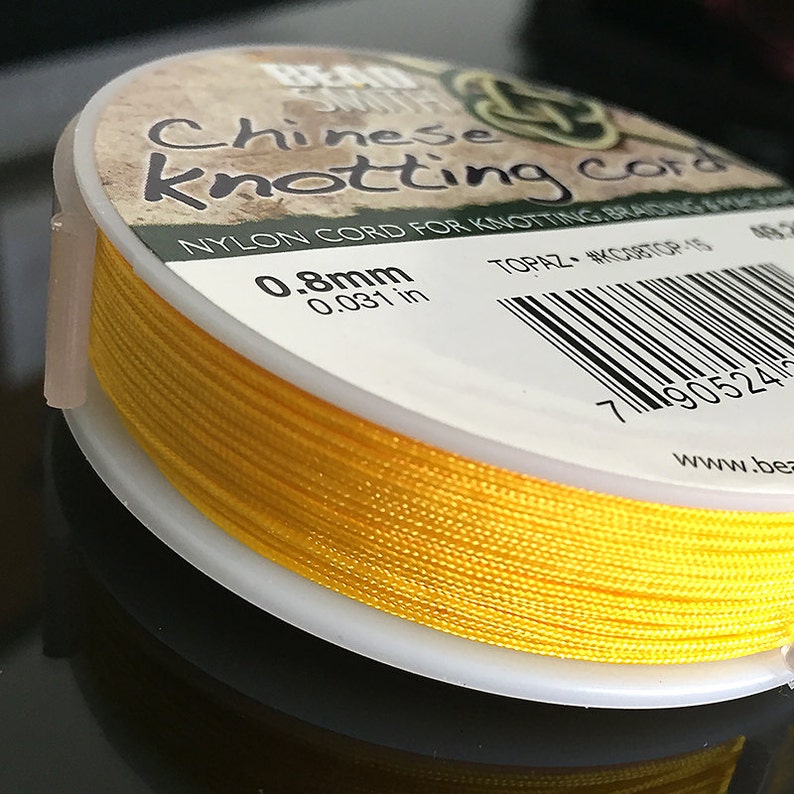 BEAD
SMITH
Chinese
Knotting Cord
NYLON CORD FOR KNOTTING, BRAIDING &
0.8mm
0.031 in
TOPAZ • #KC08TOP-15
7 90524
www.bea